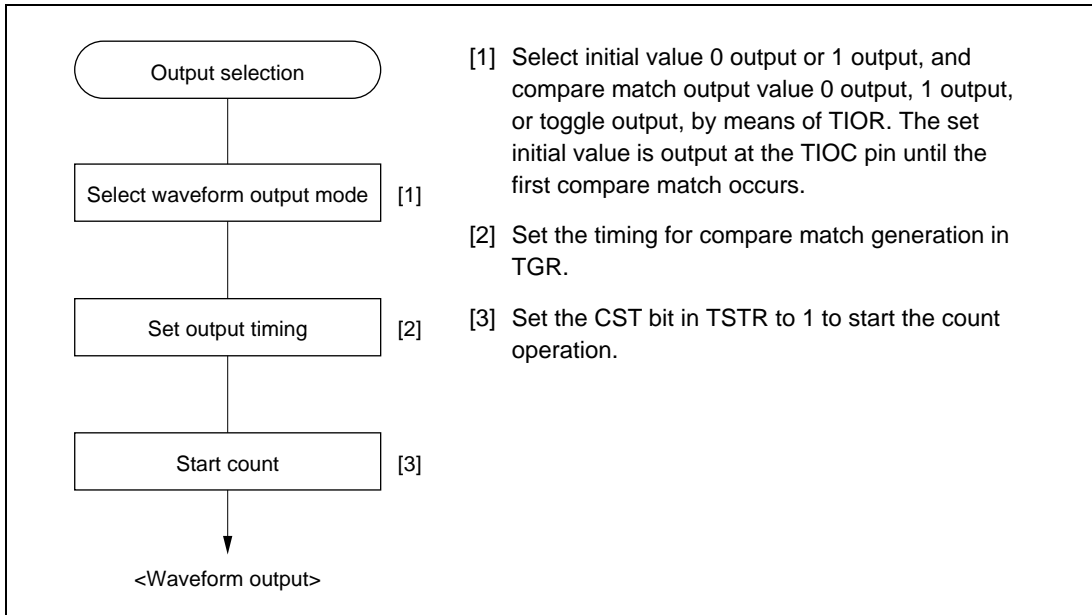 Output selection
Select waveform output mode
[1]
Set output timing
[2]
Start count
[3]
<Waveform output>
[1] Select initial value 0 output or 1 output, and
compare match output value 0 output, 1 output,
or toggle output, by means of TIOR. The set
initial value is output at the TIOC pin until the
first compare match occurs.
[2] Set the timing for compare match generation in
TGR.
[3] Set the CST bit in TSTR to 1 to start the count
operation.